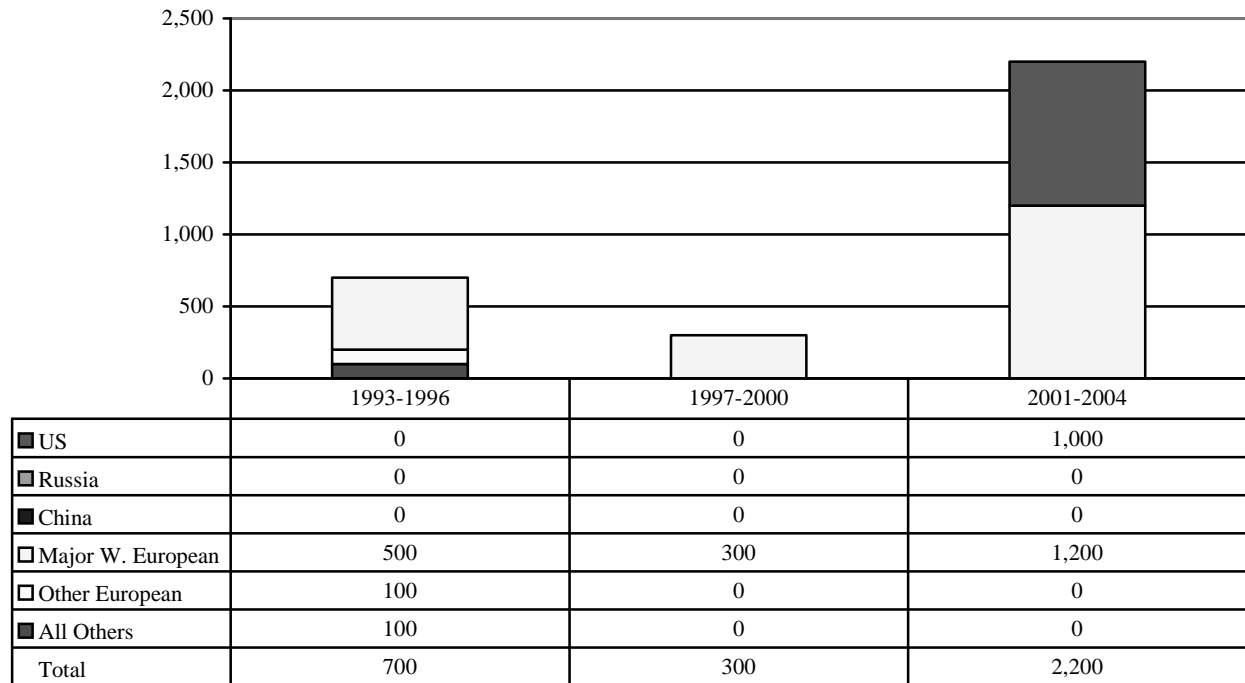 2,500
2,000
1,500
1,000
500
0
1993-1996 1997-2000 2001-2004
US 0 0 1,000
Russia 0 0 0
China 0 0 0
Major W. European 500 300 1,200
Other European 100 0 0
All Others 100 0 0
Total 700 300 2,200